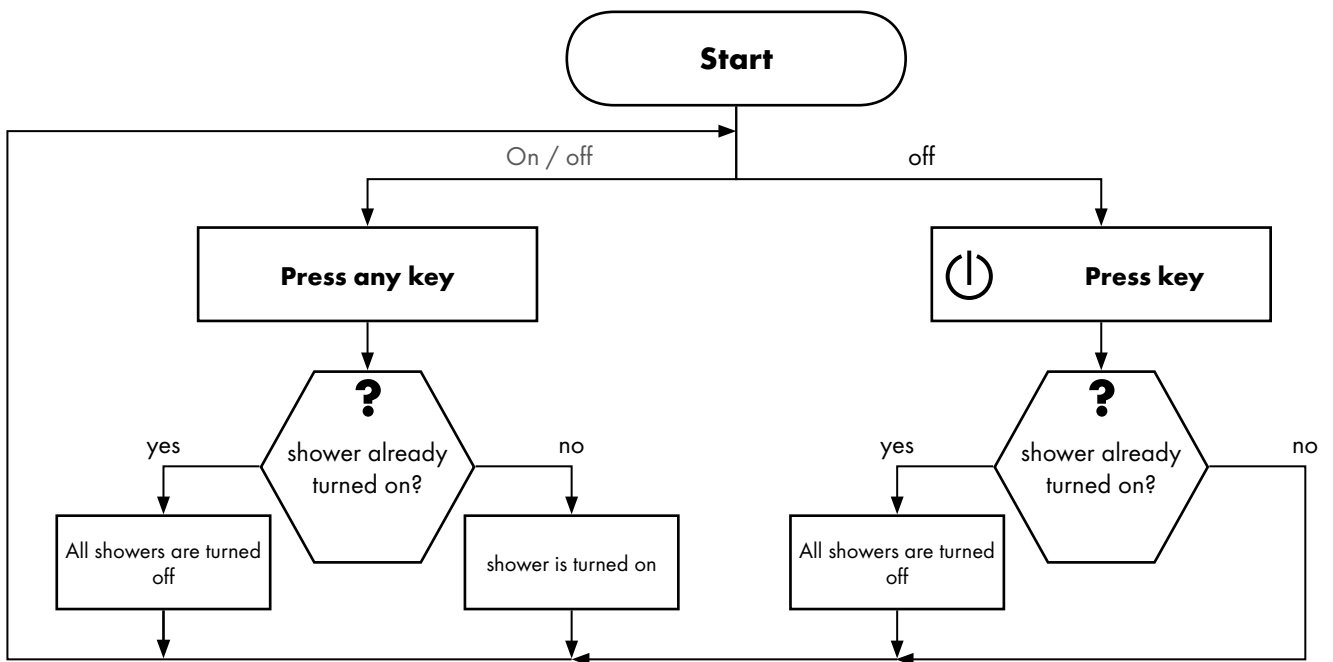 Start
On / off
off
Press any key
Press key
?
shower already
turned on?
yes
no
?
shower already
turned on?
yes
no
All showers are turned
off
shower is turned on
All showers are turned
off